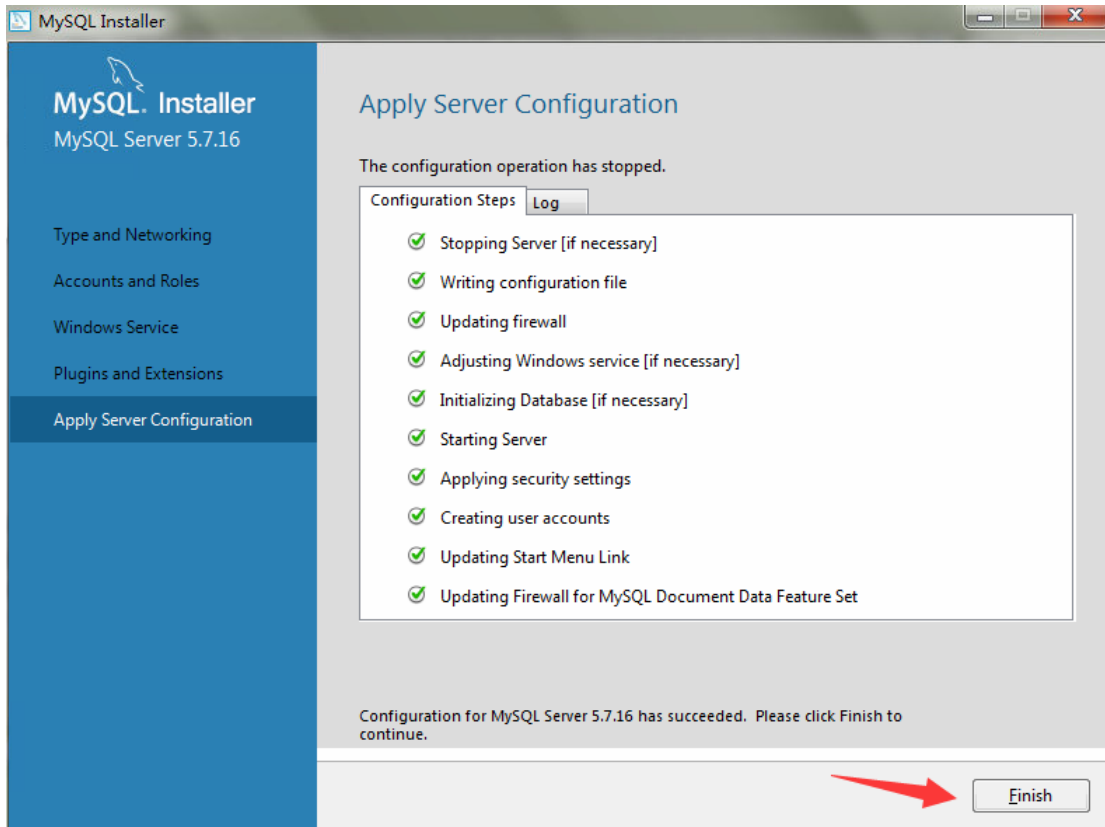 MySQL Installer
MySQL. Installer
MySQL Server 5.7.16
Type and Networking
Accounts and Roles
Windows Service
Plugins and Extensions
Apply Server Configuration
Apply Server Configuration
The configuration operation has stopped.
Configuration Steps
Log
Stopping Server [if necessary]
Writing configuration file
Updating firewall
Adjusting Windows service [if necessary]
Initializing Database [if necessary]
Starting Server
Applying security settings
Creating user accounts
Updating Start Menu Link
Updating Firewall for MySQL Document Data Feature Set
Configuration for MySQL Server 5.7.16 has succeeded. Please click Finish to
continue.
Finish